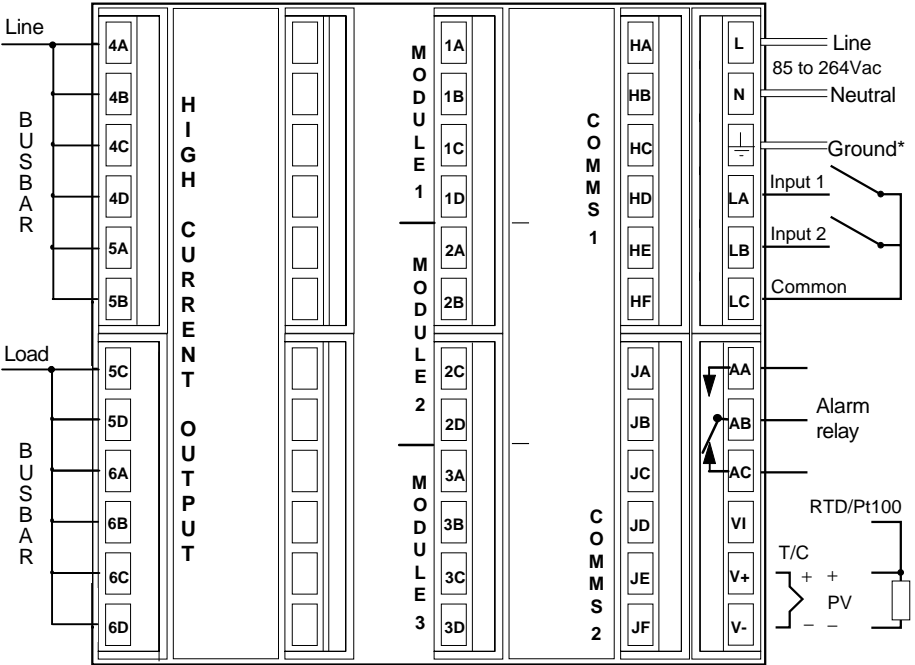 Line
BUSBAR
Load
BUSBAR
4A
4B
4C
4D
5A
5B
5C
5D
6A
6B
6C
6D
HIGH CURRENT OUTPUT
MODULE 1
MODULE 2
MODULE 3
1A
1B
1C
1D
2A
2B
2C
2D
3A
3B
3C
3D
COMMS 1
COMMS 2
HA
HB
HC
HD
HE
HF
JA
JB
JC
JD
JE
JF
L
N
LA
LB
LC
AA
AB
AC
VI
V+
V-
Line
85 to 264Vac
Neutral
Ground*
Input 1
Input 2
Common
Alarm
relay
RTD/Pt100
T/C
+ +
PV
− −